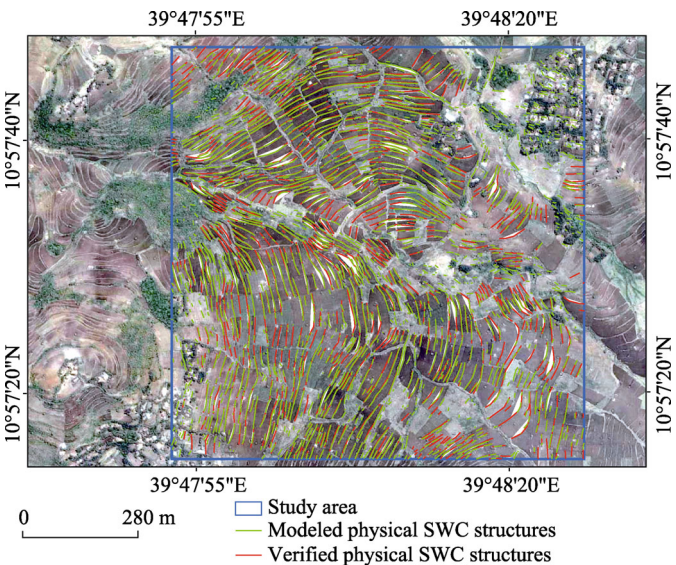 39°47'55"E 39°48'20"E
10°57'40"N 10°57'40"N
10°57'20"N 10°57'20"N
39°47'55"E 39°48'20"E
0 280 m
Study area
Modeled physical SWC structures
Verified physical SWC structures